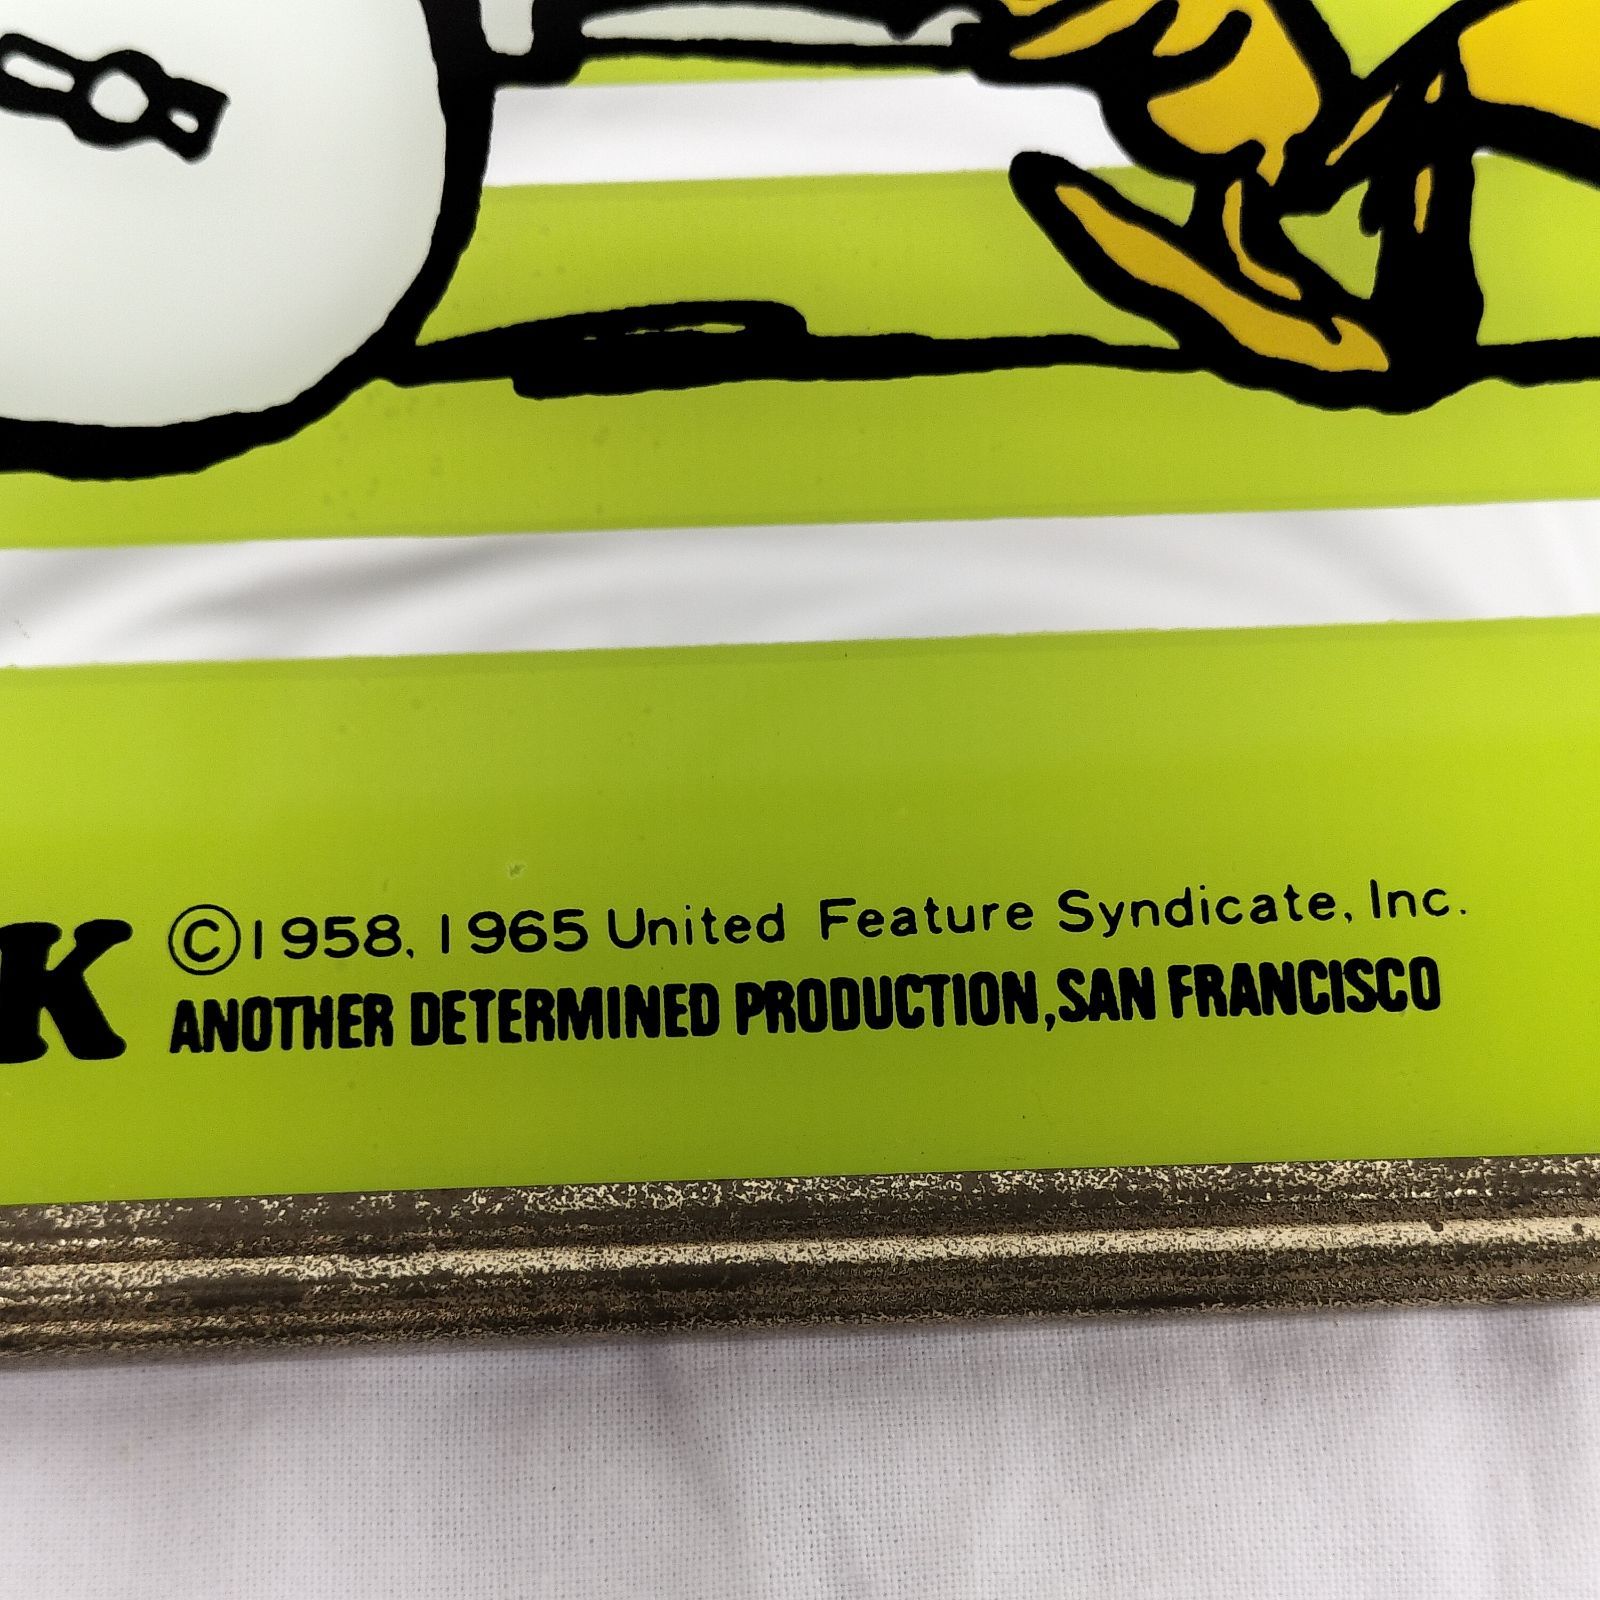 K ©1958, 1965 United Feature Syndicate, Inc.
ANOTHER DETERMINED PRODUCTION, SAN FRANCISCO